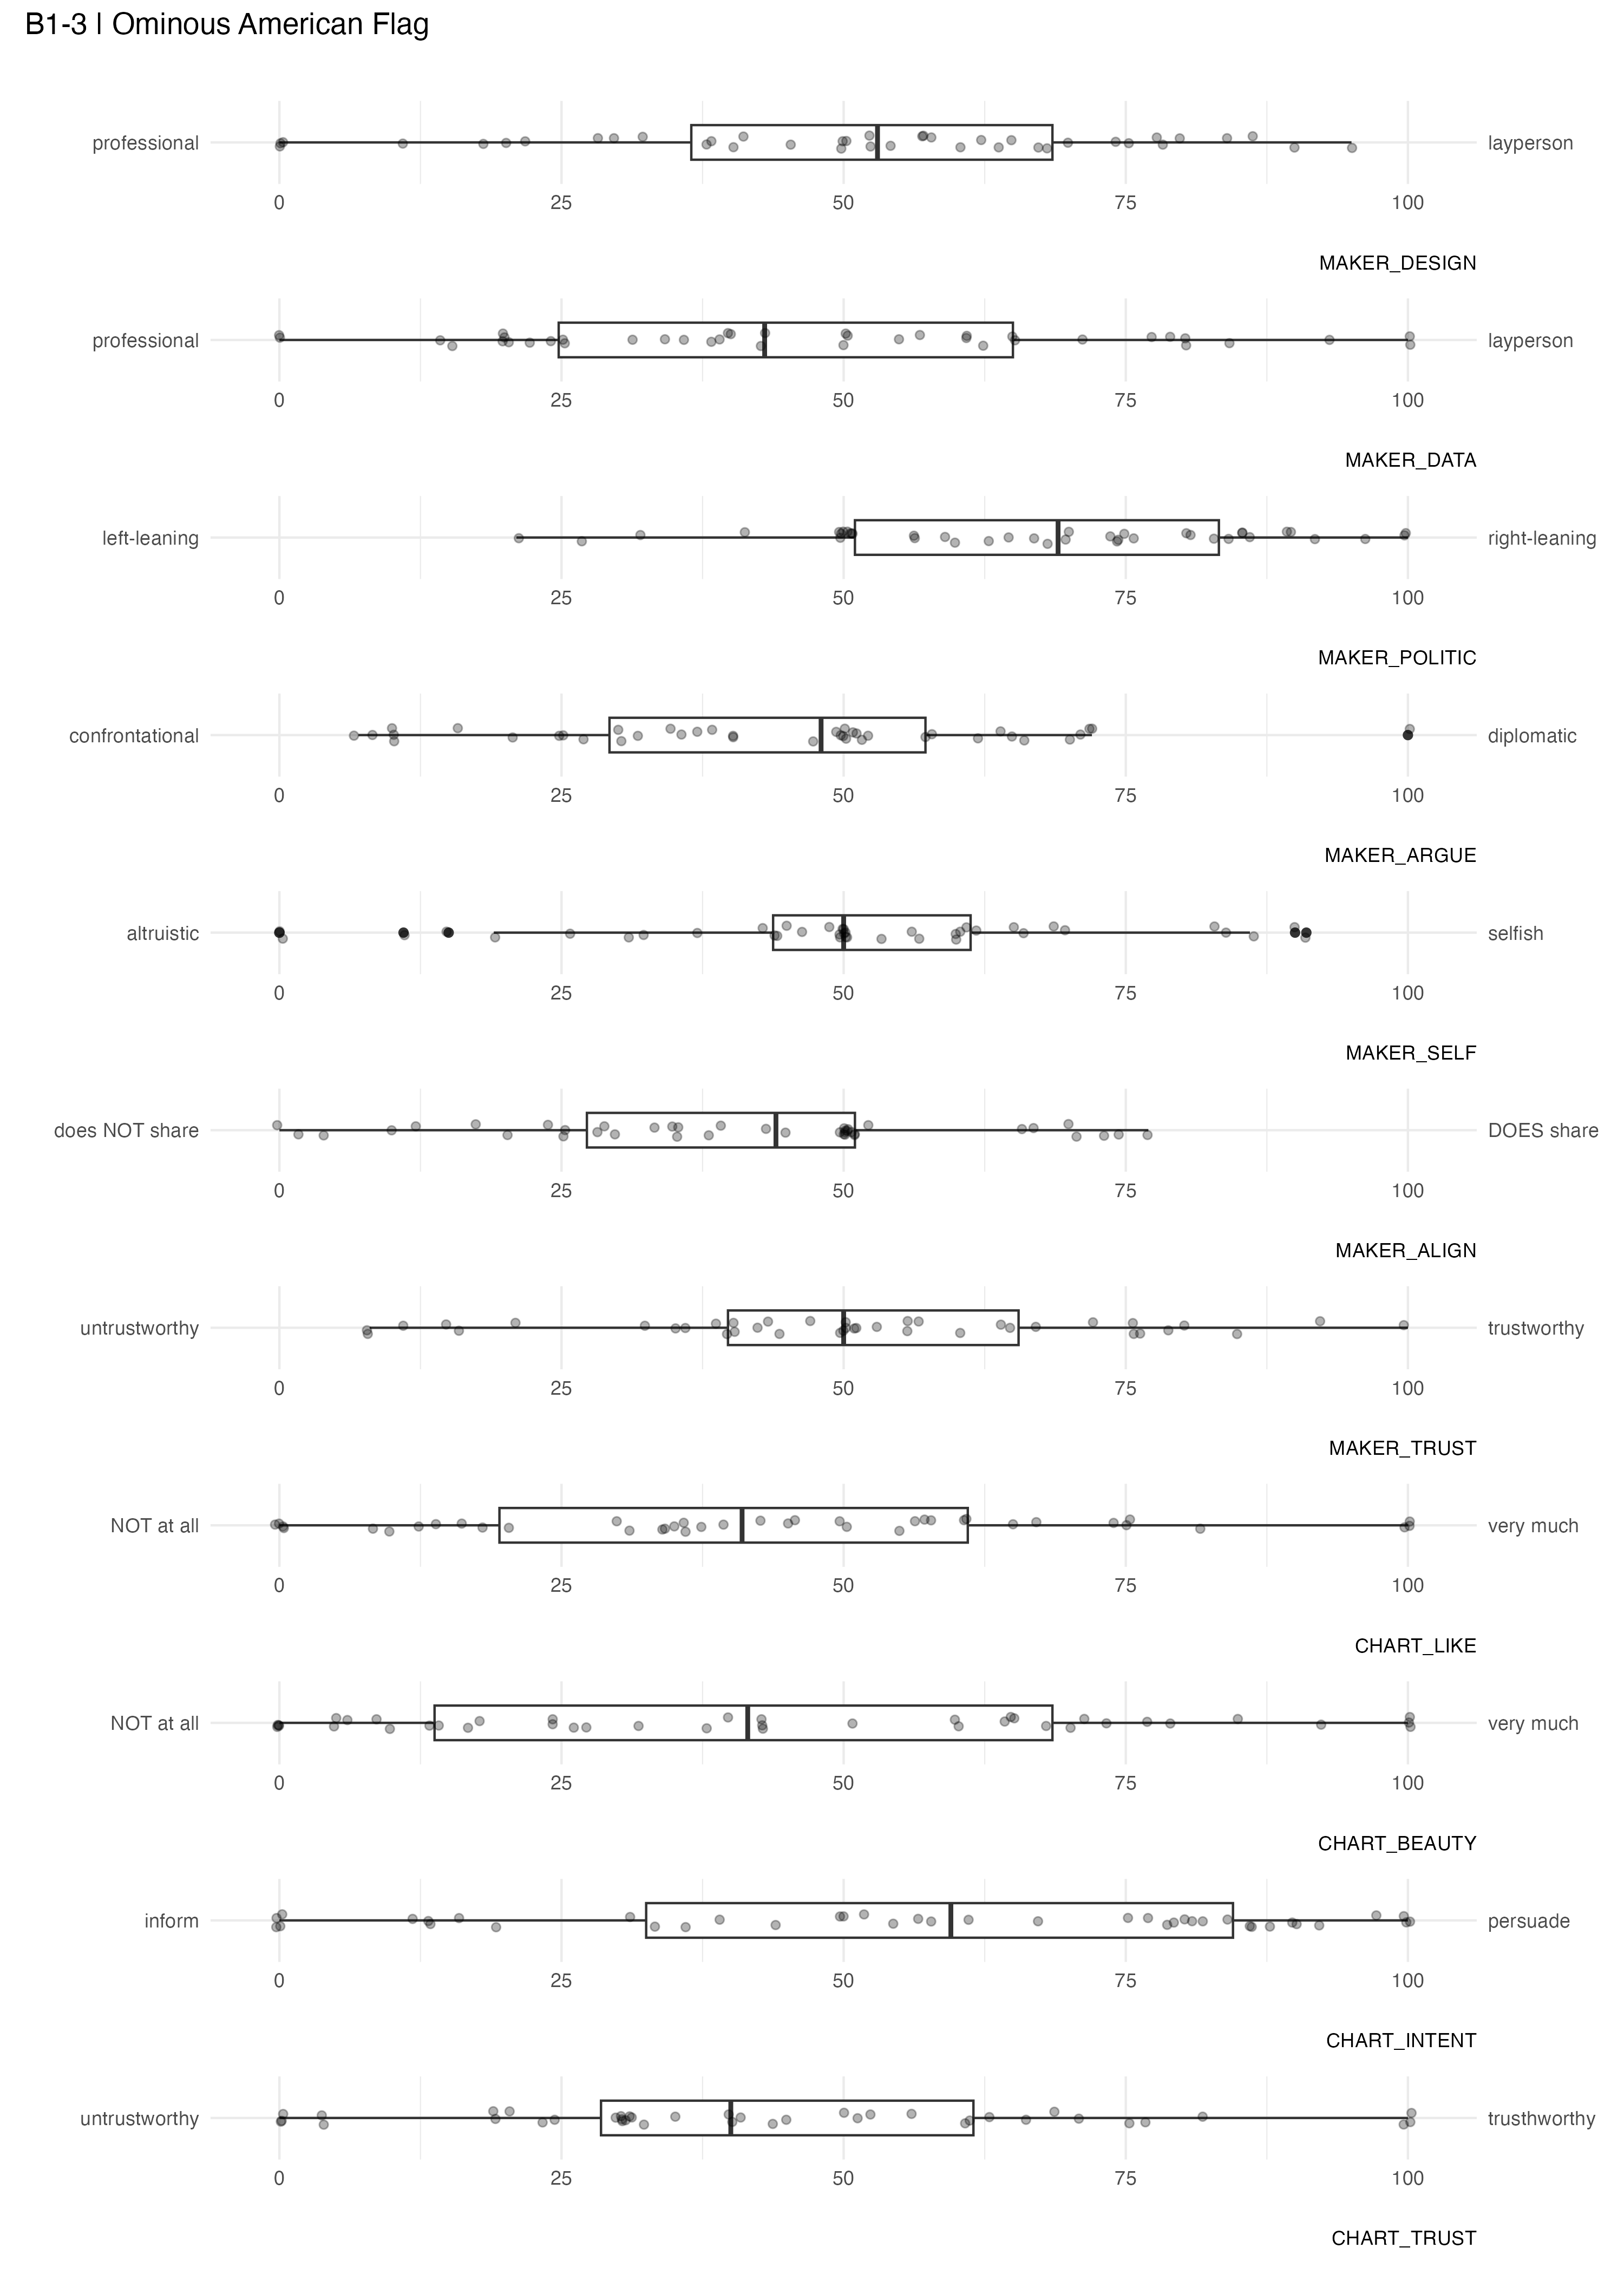 B1-3 | Ominous American Flag
professional layperson
0 25 50 75 100
MAKER_DESIGN
professional layperson
0 25 50 75 100
MAKER_DATA
left-leaning right-leaning
0 25 50 75 100
MAKER_POLITIC
confrontational diplomatic
0 25 50 75 100
MAKER_ARGUE
altruistic selfish
0 25 50 75 100
MAKER_SELF
does NOT share DOES share
0 25 50 75 100
MAKER_ALIGN
untrustworthy trustworthy
0 25 50 75 100
MAKER_TRUST
NOT at all very much
0 25 50 75 100
CHART_LIKE
NOT at all very much
0 25 50 75 100
CHART_BEAUTY
inform persuade
0 25 50 75 100
CHART_INTENT
untrustworthy trusthworthy
0 25 50 75 100
CHART_TRUST